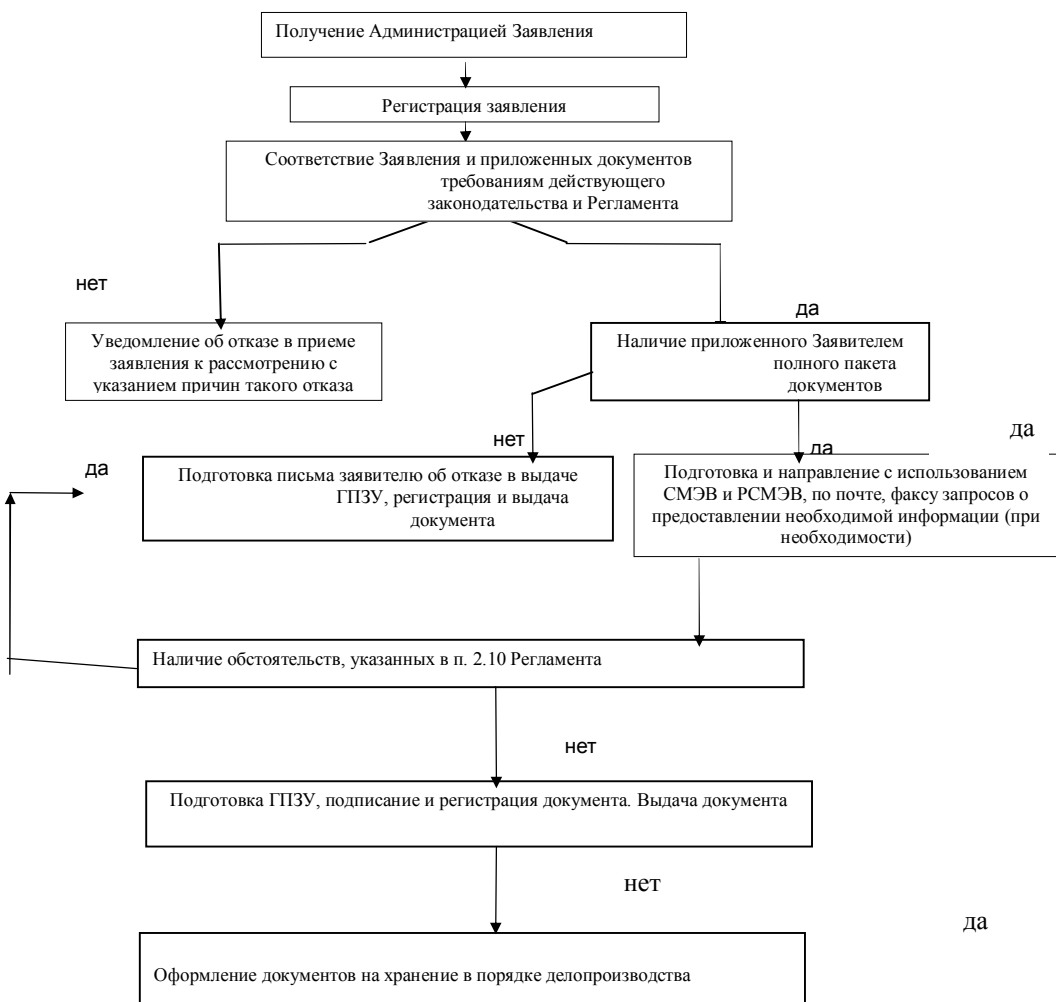 Получение Администрацией Заявления
Регистрация заявления
Соответствие Заявления и приложенных документов
требованиям действующего
законодательства и Регламента
нет
да
Уведомление об отказе в приеме
заявления к рассмотрению с
указанием причин такого отказа
Наличие приложенного Заявителем
полного пакета
документов
да
нет
да
да
Подготовка письма заявителю об отказе в выдаче
ГПЗУ, регистрация и выдача
документа
Подготовка и направление с использованием
СМЭВ и РСМЭВ, по почте, факсу запросов о
предоставлении необходимой информации (при
необходимости)
Наличие обстоятельств, указанных в п. 2.10 Регламента
нет
Подготовка ГПЗУ, подписание и регистрация документа. Выдача документа
нет
да
Оформление документов на хранение в порядке делопроизводства